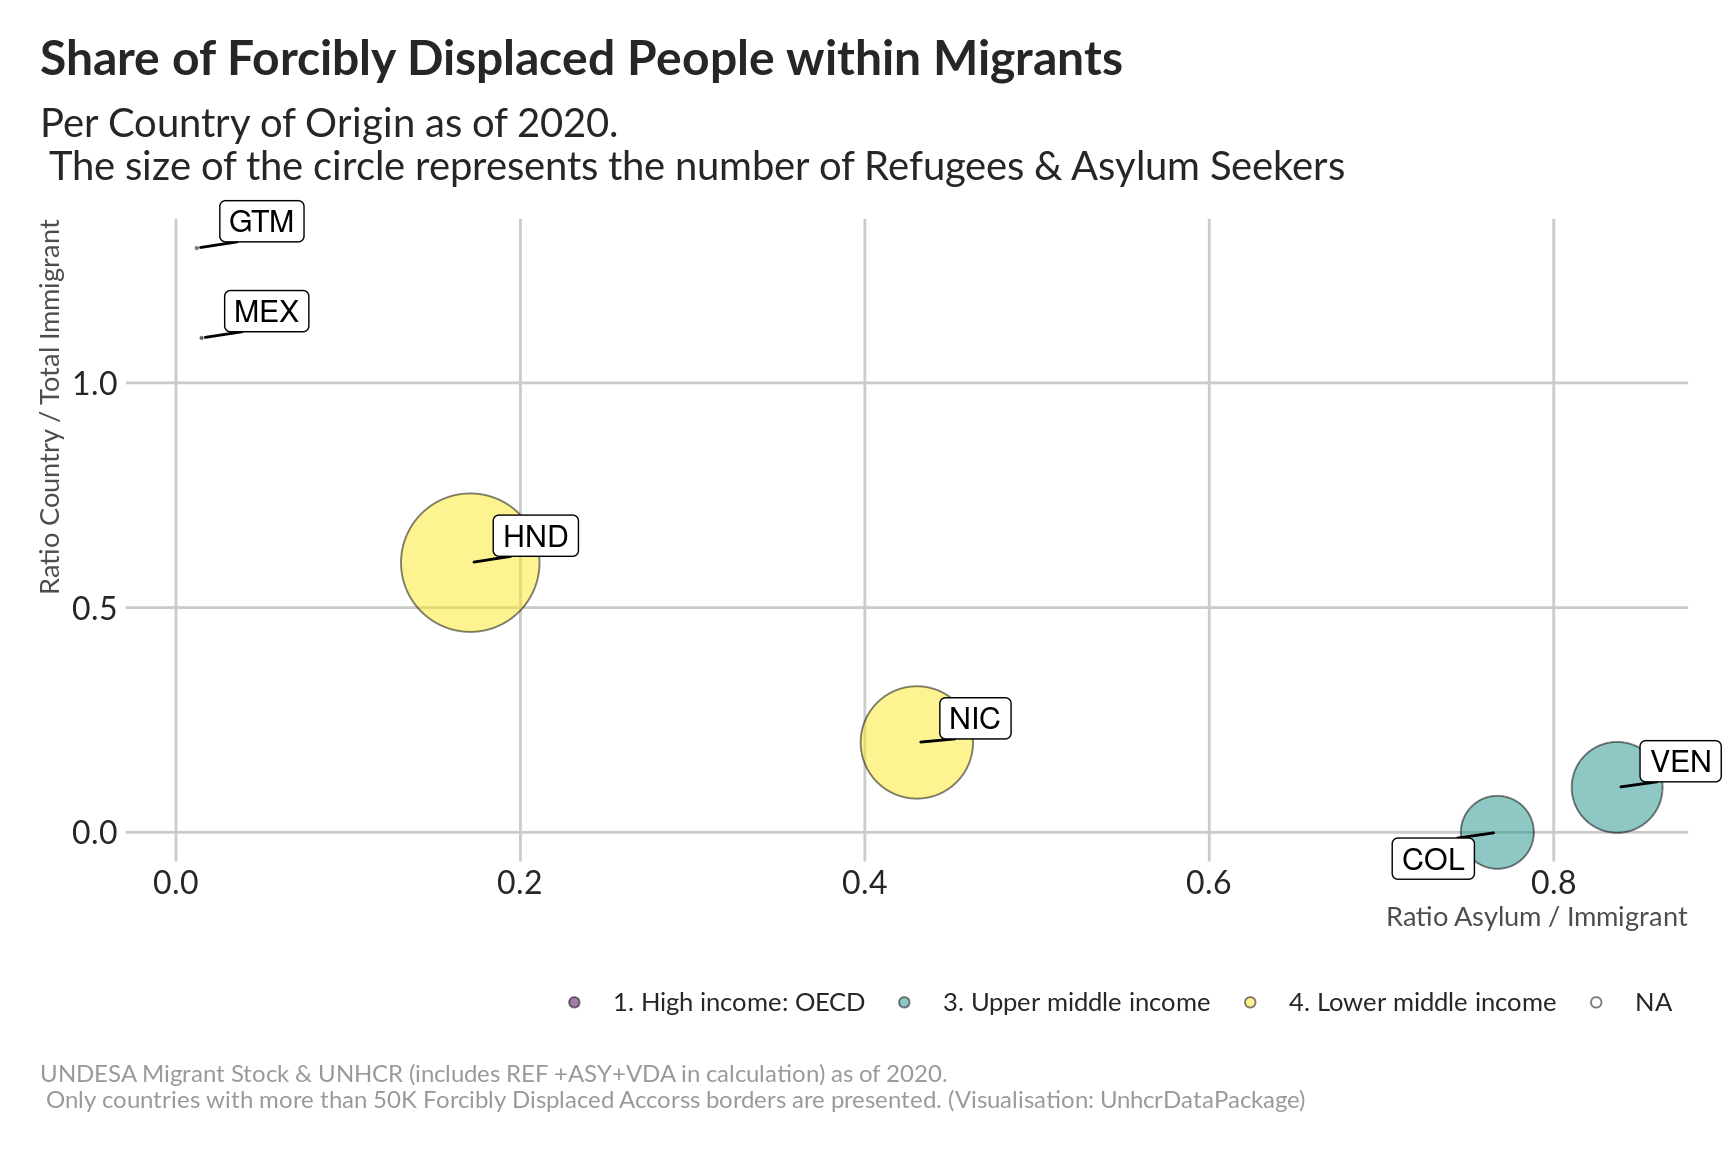 Share of Forcibly Displaced People within Migrants
Per Country of Origin as of 2020.
The size of the circle represents the number of Refugees & Asylum Seekers
Ratio Country / Total Immigrant
GTM
MEX
1.0
HND
0.5
NIC
VEN
0.0
COL
0.0 0.2 0.4 0.6 0.8
Ratio Asylum / Immigrant
1. High income: OECD 3. Upper middle income 4. Lower middle income NA
UNDESA Migrant Stock & UNHCR (includes REF +ASY+VDA in calculation) as of 2020.
Only countries with more than 50K Forcibly Displaced Accorss borders are presented. (Visualisation: UnhcrDataPackage)